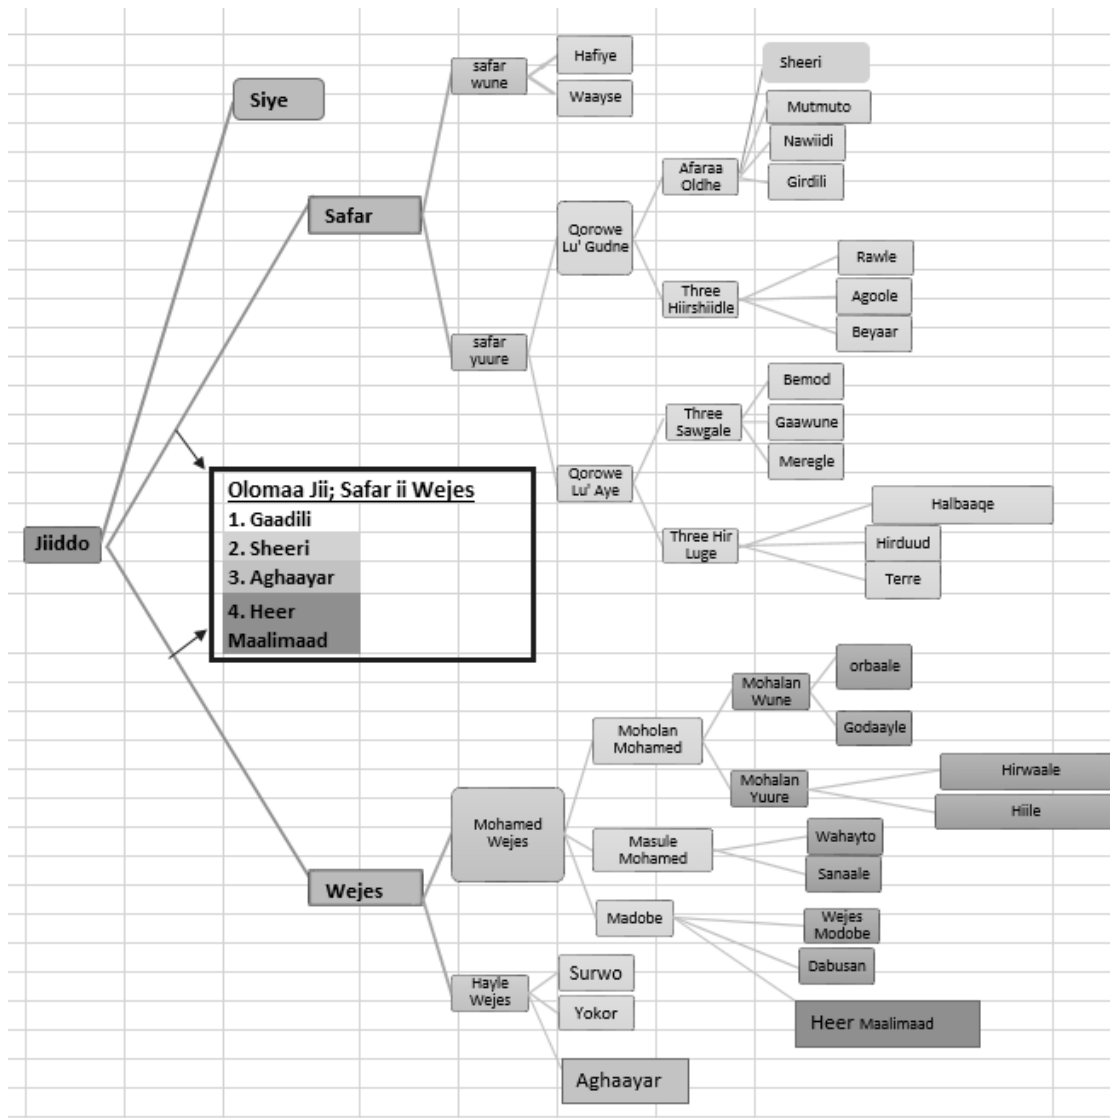 Jiiddo
Siye
Safar
safar
wune
Hafiye
Waayse
safar
yuure
Qorowe
Lu' Gudne
Afaraa
Oldhe
Sheeri
Mutmuto
Nawiidi
Girdili
Three
Hiirshiidle
Rawle
Agoole
Beyaar
Qorowe
Lu' Aye
Three
Sawgale
Bemod
Gaawune
Meregle
Three Hir
Luge
Halbaaqe
Hirduud
Terre
Olomaa Jii; Safar ii Wejes
1. Gaadili
2. Sheeri
3. Aghaayar
4. Heer
Maalimaad
Wejes
Mohamed
Wejes
Moholan
Mohamed
Mohalan
Wune
orbaale
Godaayle
Mohalan
Yuure
Hirwaale
Hiile
Masule
Mohamed
Wahayto
Sanaale
Madobe
Wejes
Modobe
Dabusan
Heer Maalimaad
Hayle
Wejes
Surwo
Yokor
Aghaayar